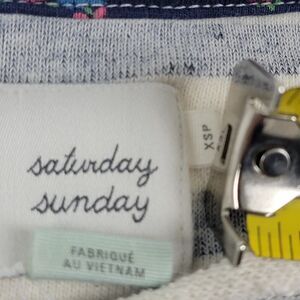 saturday
sunday
XSP
FABRIQUÉ
AU VIETNAM